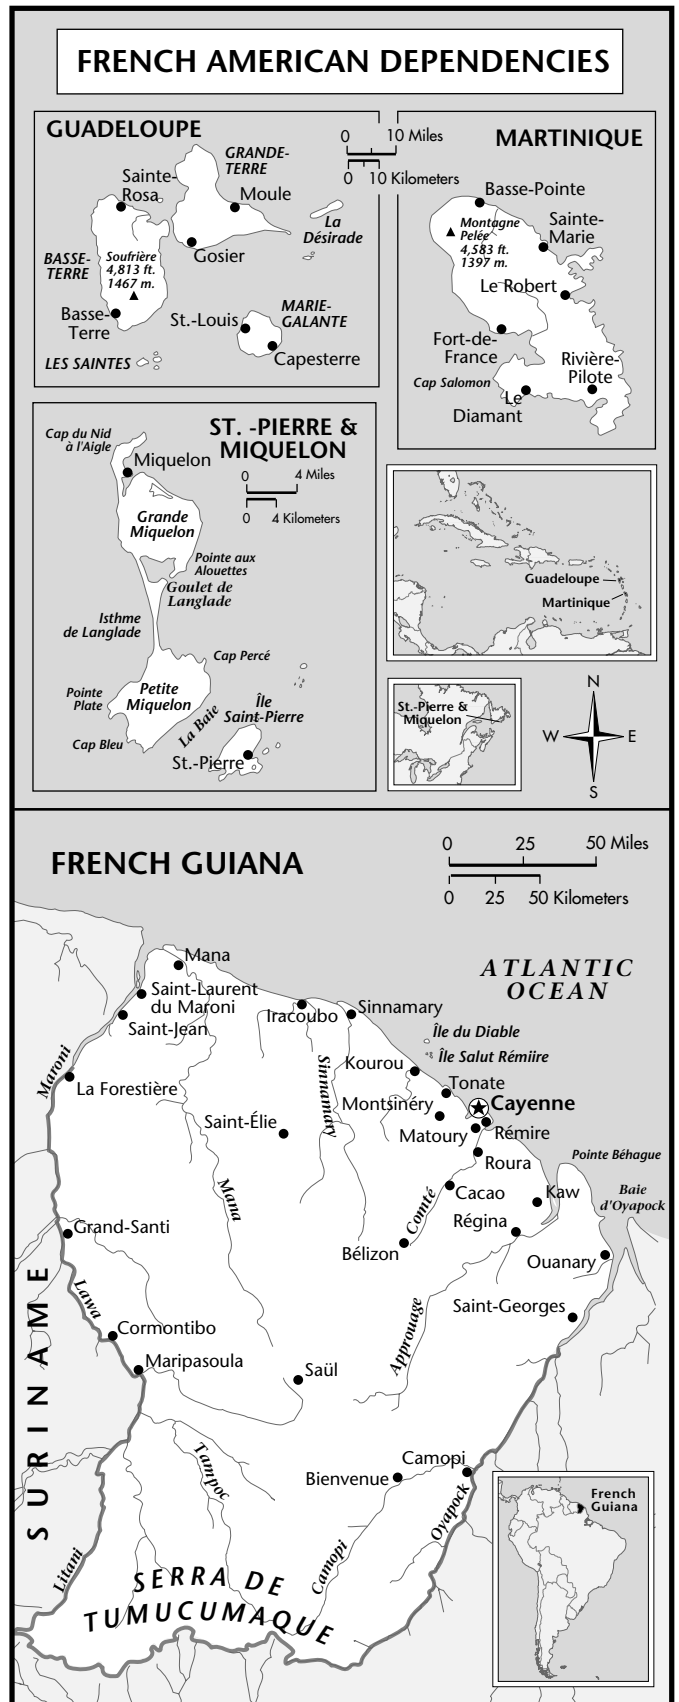 FRENCH AMERICAN DEPENDENCIES
GUADELOUPE
0 10 Miles
0 10 Kilometers
GRANDE-
TERRE
Sainte-
Rosa
Moule
La
Désirade
Gosier
BASSE-
TERRE
Soufrière
4,813 ft.
1467 m.
Basse-
Terre
St.-Louis
MARIE-
GALANTE
Capesterre
LES SAINTES
MARTINIQUE
Basse-Pointe
Montagne
Pelée
4,583 ft.
1397 m.
Sainte-
Marie
Le Robert
Fort-de-
France
Rivière-
Pilote
Cap Salomon
Le
Diamant
ST. -PIERRE &
MIQUELON
0 4 Miles
0 4 Kilometers
Cap du Nid
à l'Aigle
Miquelon
Grande
Miquelon
Pointe aux
Alouettes
Goulet de
Langlade
Isthme
de Langlade
Cap Percé
Pointe
Plate
Petite
Miquelon
Île
Saint-Pierre
La Baie
Cap Bleu
St.-Pierre
Guadeloupe
Martinique
St.-Pierre &
Miquelon
N
W E
S
FRENCH GUIANA
0 25 50 Miles
0 25 50 Kilometers
ATLANTIC
OCEAN
Mana
Saint-Laurent
du Maroni
Saint-Jean
Iracoubo
Sinnamary
Île du Diable
Île Salut Rémiire
Maroni
La Forestière
Kourou
Sinnamary
Tonate
Montsinéry
Cayenne
Saint-Élie
Matoury
Rémire
Roura
Pointe Béhague
Mana
Cacao
Kaw
Baie
d'Oyapock
Comté
Régina
Grand-Santi
Bélizon
Ouanary
Lawa
Saint-Georges
Approuage
Cormontibo
Maripasoula
Saül
SURINAME
Tampoc
Camopi
Bienvenue
Oyapock
Camopi
Litani
SERRA DE
TUMUCUMAQUE
French
Guiana